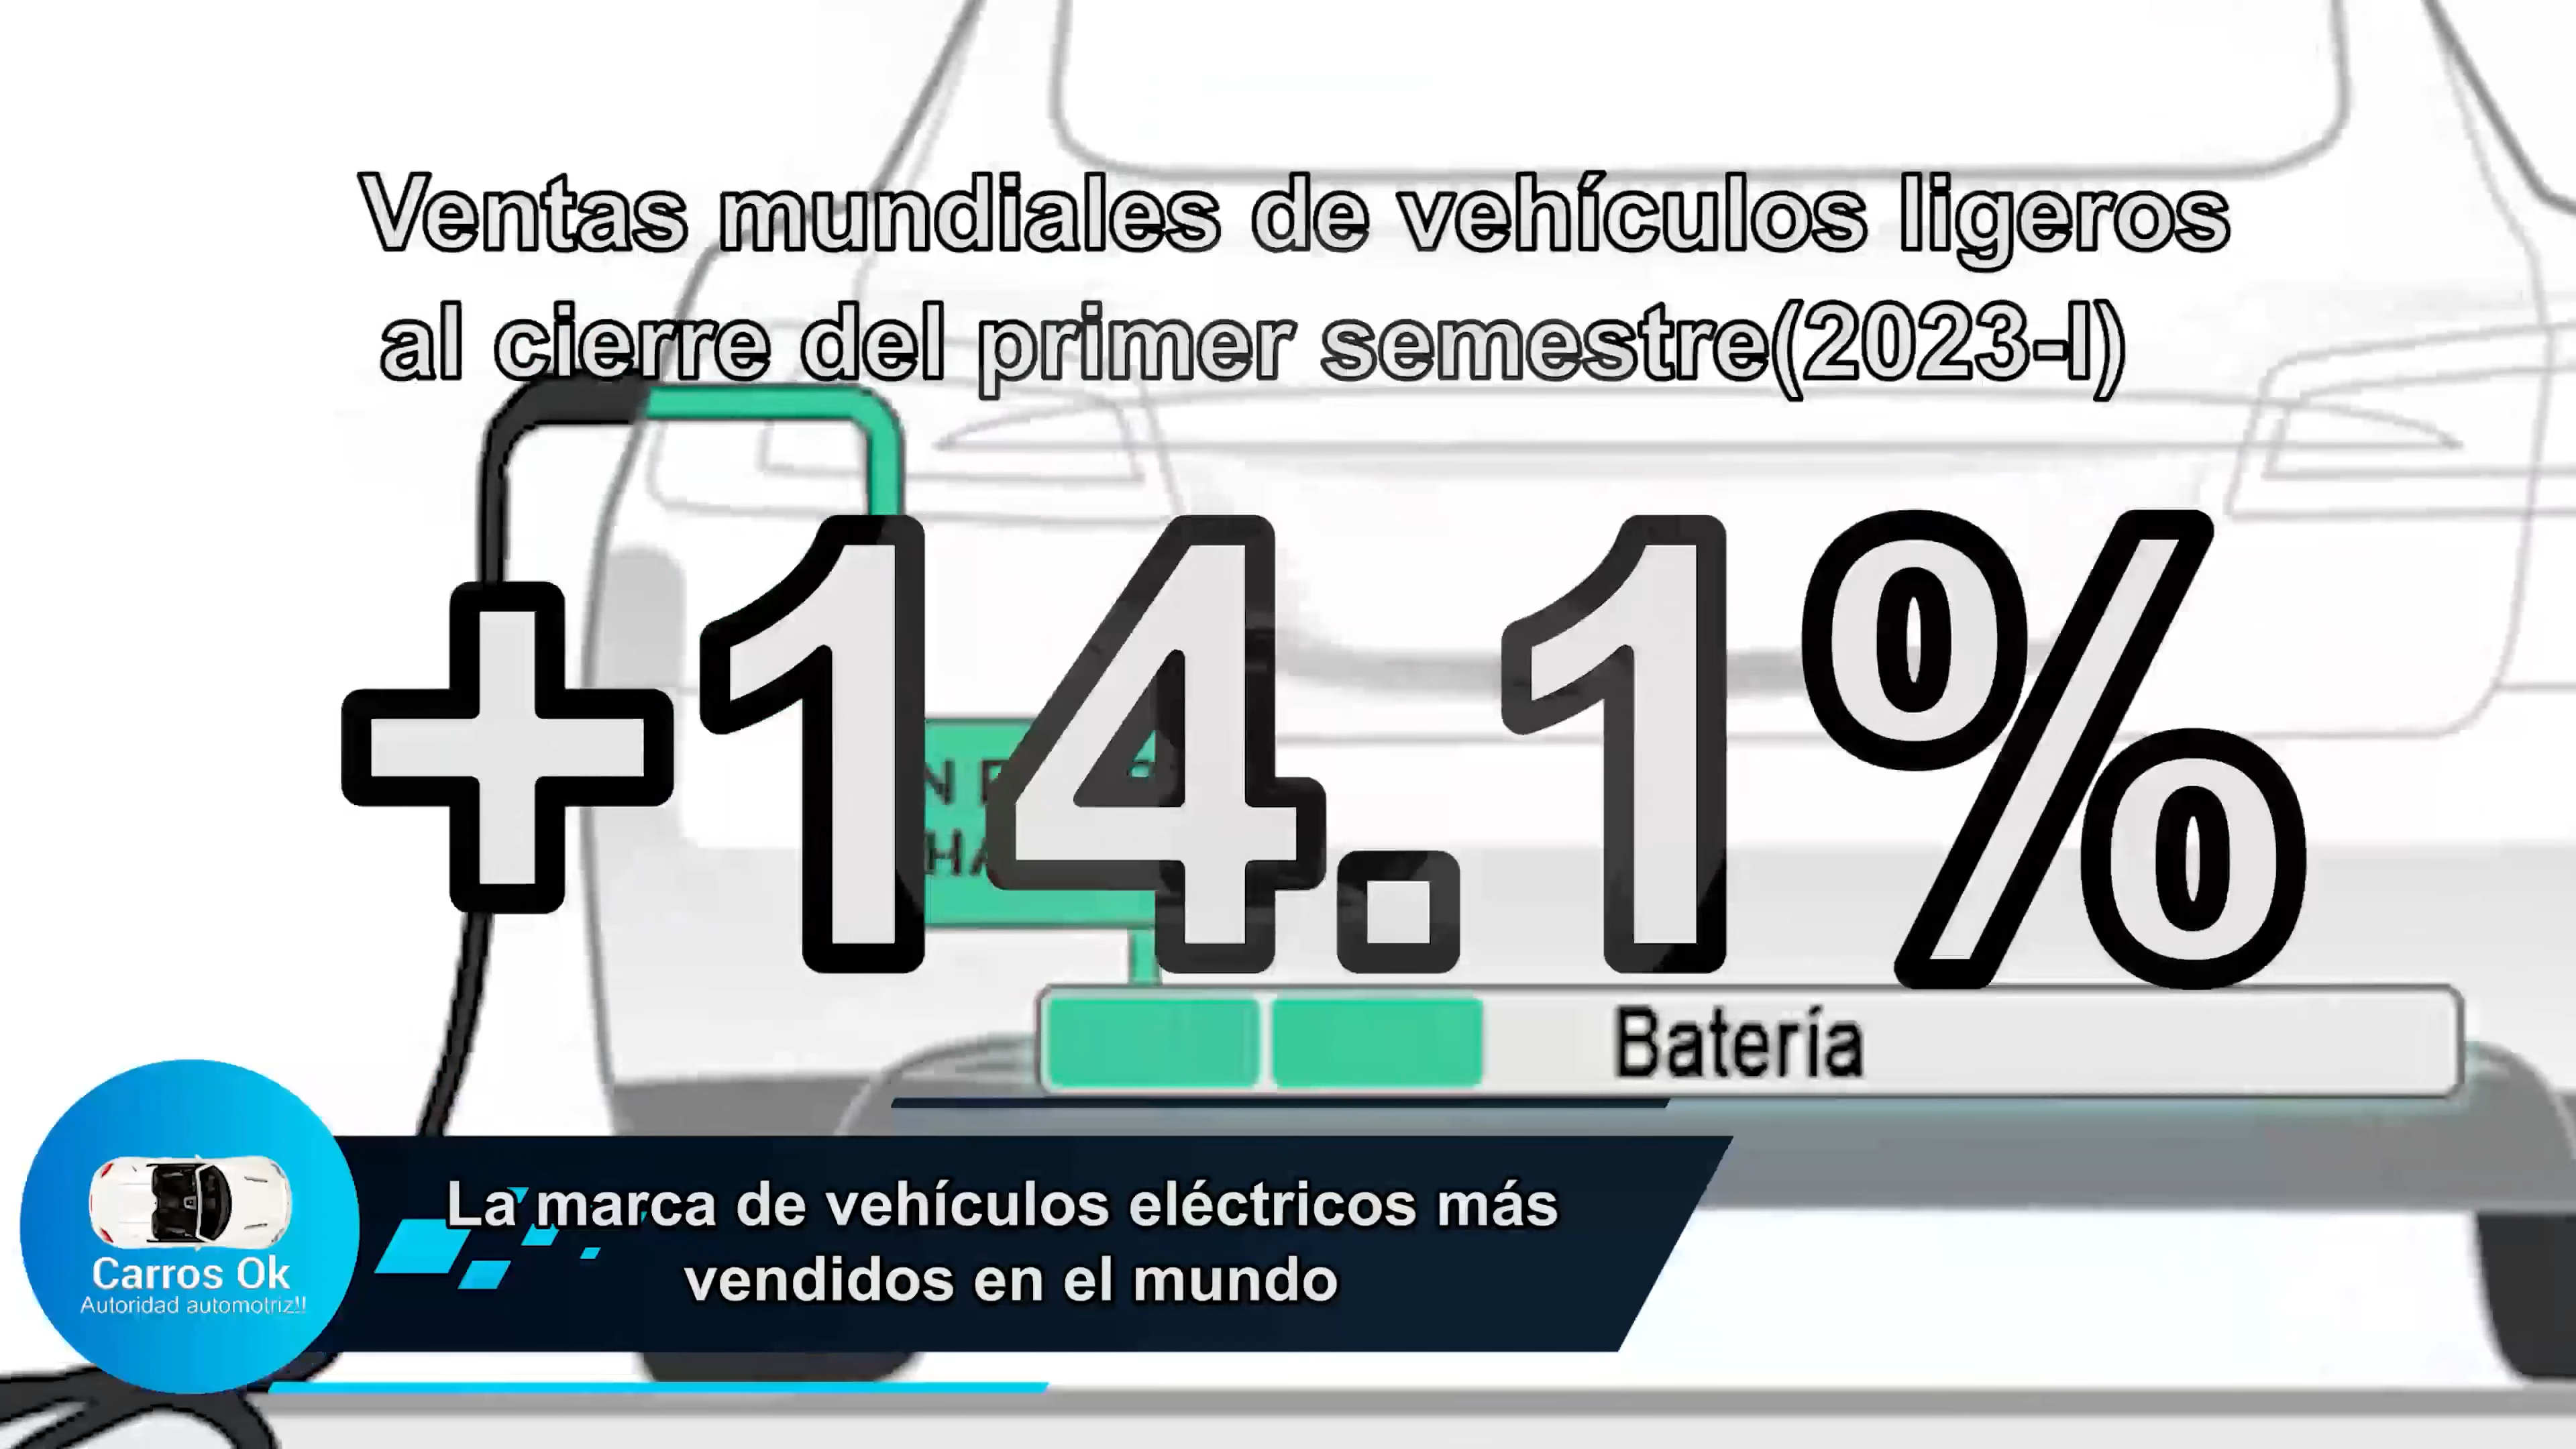 Ventas mundiales de vehículos ligeros
al cierre del primer semestre(2023-I)
+14.1%
Batería
La marca de vehículos eléctricos más
vendidos en el mundo
Carros Ok
Autoridad automotriz!!